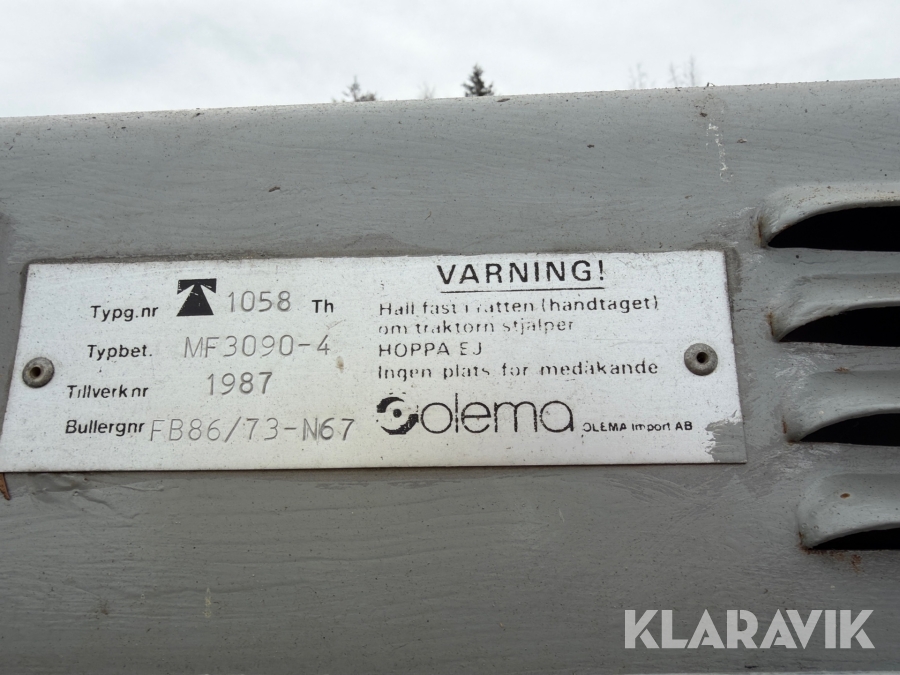 Typg.nr 1058 Th
Typbet. MF3090-4
Tillverknr 1987
Bullergnr FB86/73-N67
VARNING!
Håll fast i ratten (handtaget)
om traktorn stjälper
HOPPA EJ
Ingen plats för medåkande
olema OLEMA Import AB
KLARAVIK